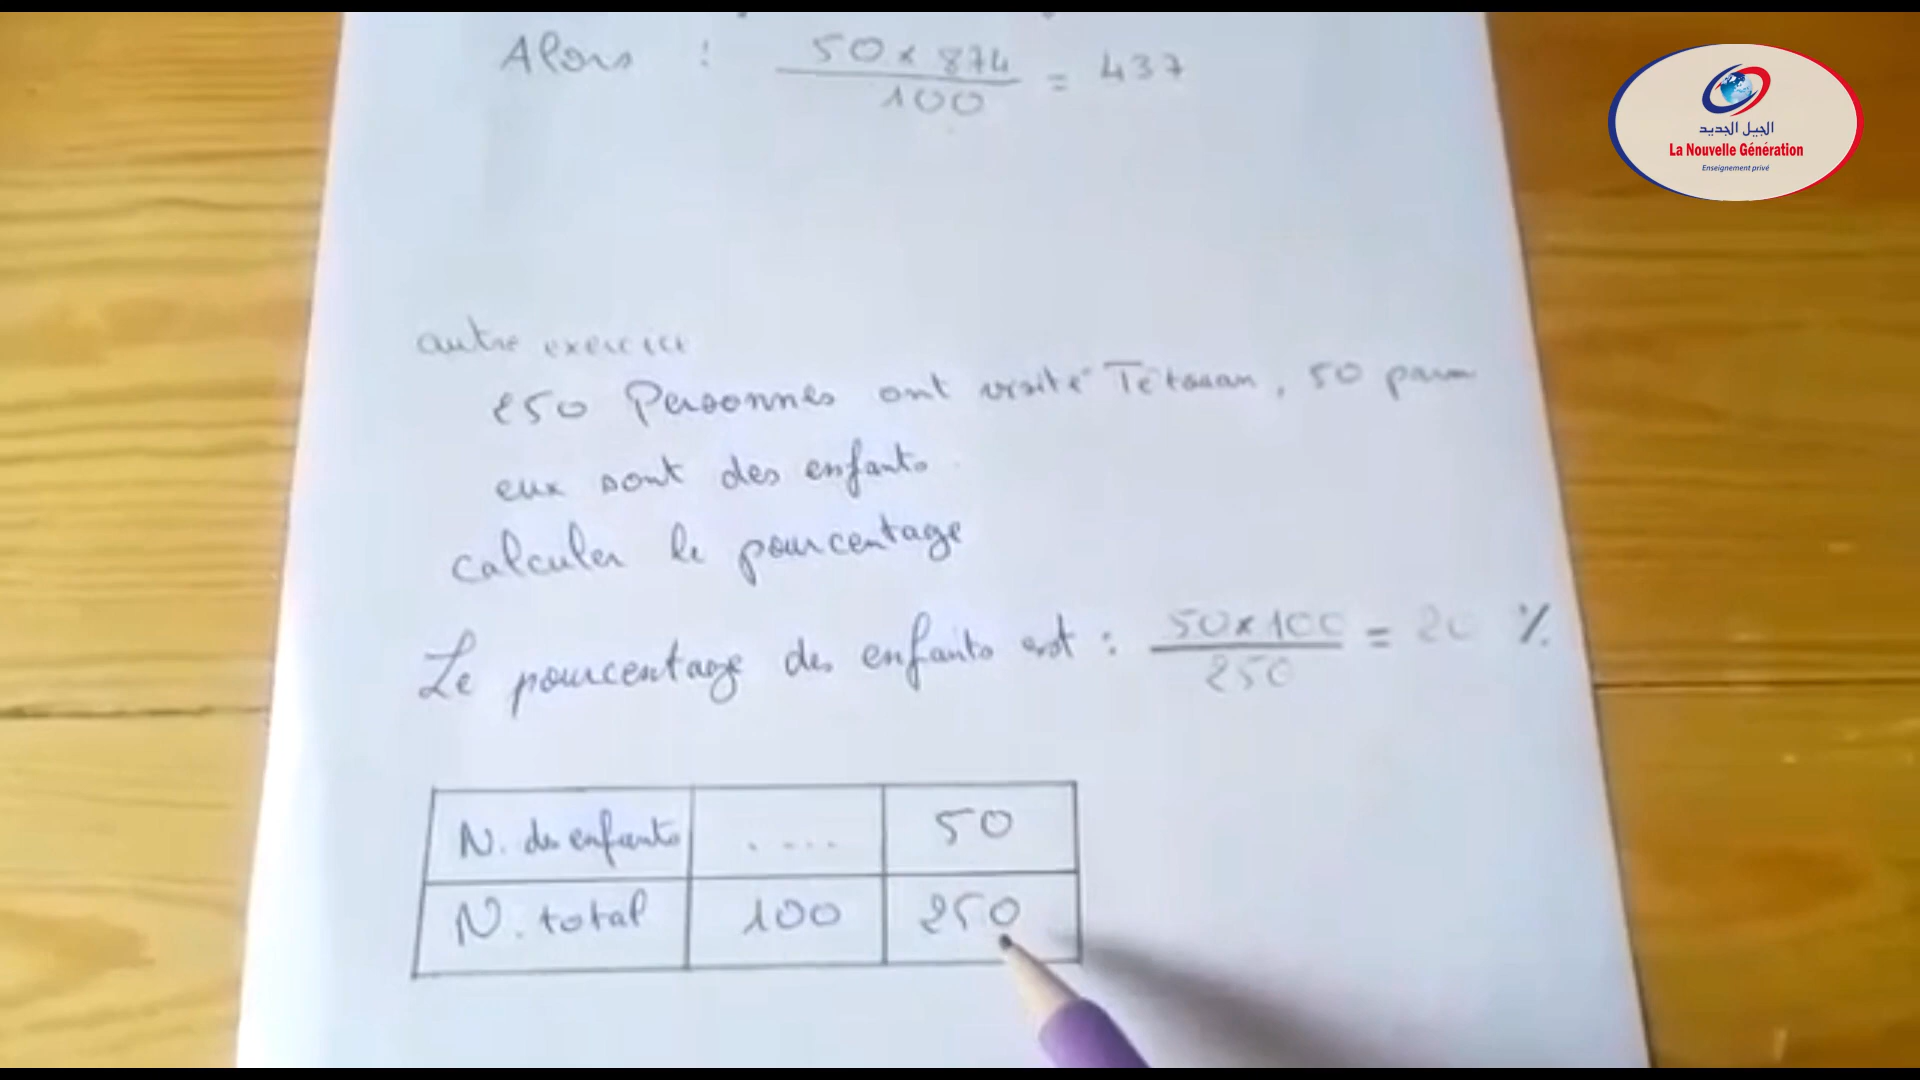 Alors : 50 x 874 / 100 = 437
الجيل الجديد
La Nouvelle Génération
Enseignement privé
autre exercice
250 Personnes ont visité Tétouan, 50 parm
eux sont des enfants
calculer le pourcentage
Le pourcentage des enfants est : 50 x 100 / 250 = 20 %
N. des enfants .... 50
N. total 100 250